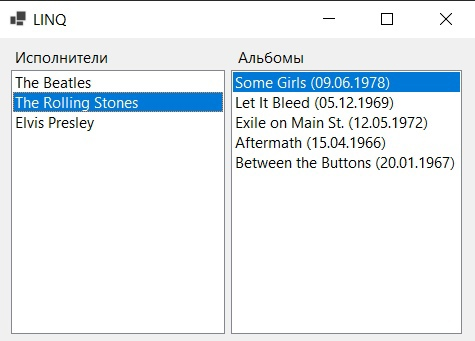 LINQ
Исполнители
The Beatles
The Rolling Stones
Elvis Presley
Альбомы
Some Girls (09.06.1978)
Let It Bleed (05.12.1969)
Exile on Main St. (12.05.1972)
Aftermath (15.04.1966)
Between the Buttons (20.01.1967)